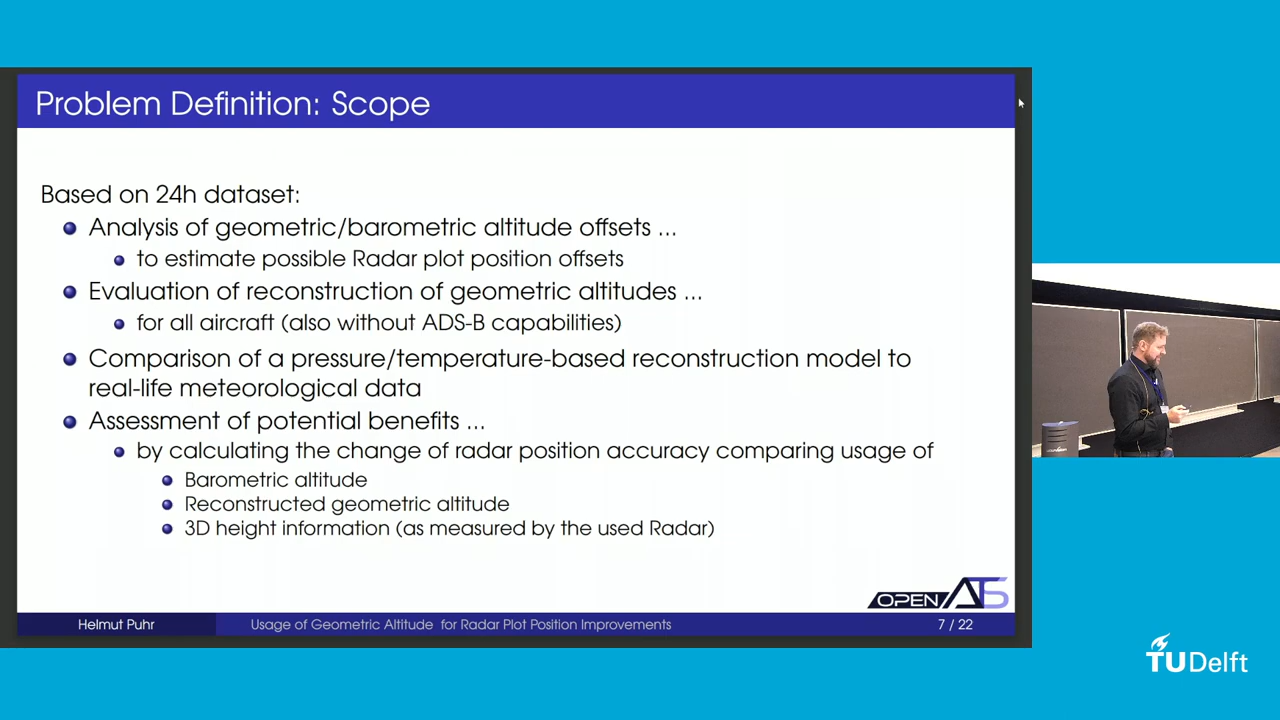 Problem Definition: Scope
Based on 24h dataset:
Analysis of geometric/barometric altitude offsets ...
to estimate possible Radar plot position offsets
Evaluation of reconstruction of geometric altitudes ...
for all aircraft (also without ADS-B capabilities)
Comparison of a pressure/temperature-based reconstruction model to
real-life meteorological data
Assessment of potential benefits ...
by calculating the change of radar position accuracy comparing usage of
Barometric altitude
Reconstructed geometric altitude
3D height information (as measured by the used Radar)
OPEN ATS
Helmut Puhr
Usage of Geometric Altitude for Radar Plot Position Improvements
7 / 22
TU Delft